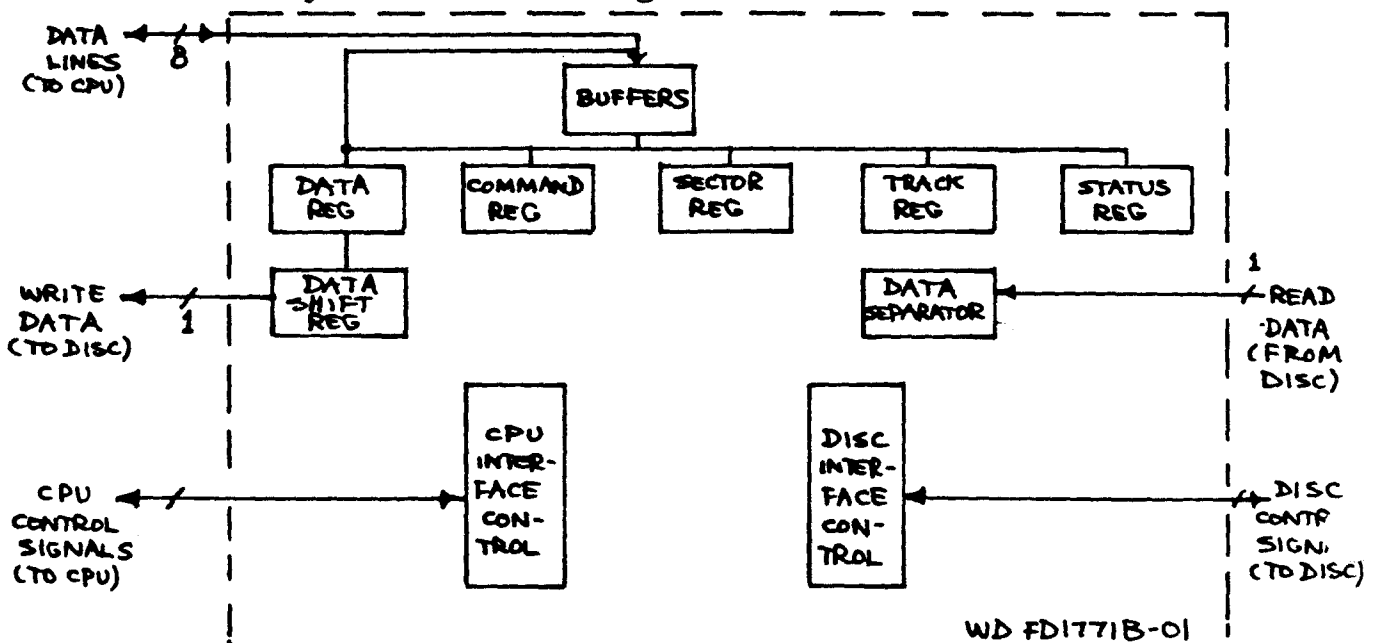 DATA
LINES
(TO CPU)
8
BUFFERS
DATA
REG
COMMAND
REG
SECTOR
REG
TRACK
REG
STATUS
REG
WRITE
DATA
(TO DISC)
1
DATA
SHIFT
REG
DATA
SEPARATOR
1
READ
DATA
(FROM
DISC)
CPU
CONTROL
SIGNALS
(TO CPU)
CPU
INTER-
FACE
CON-
TROL
DISC
INTER-
FACE
CON-
TROL
DISC
SIGN.
(TO DISC)
WD FD1771B-01